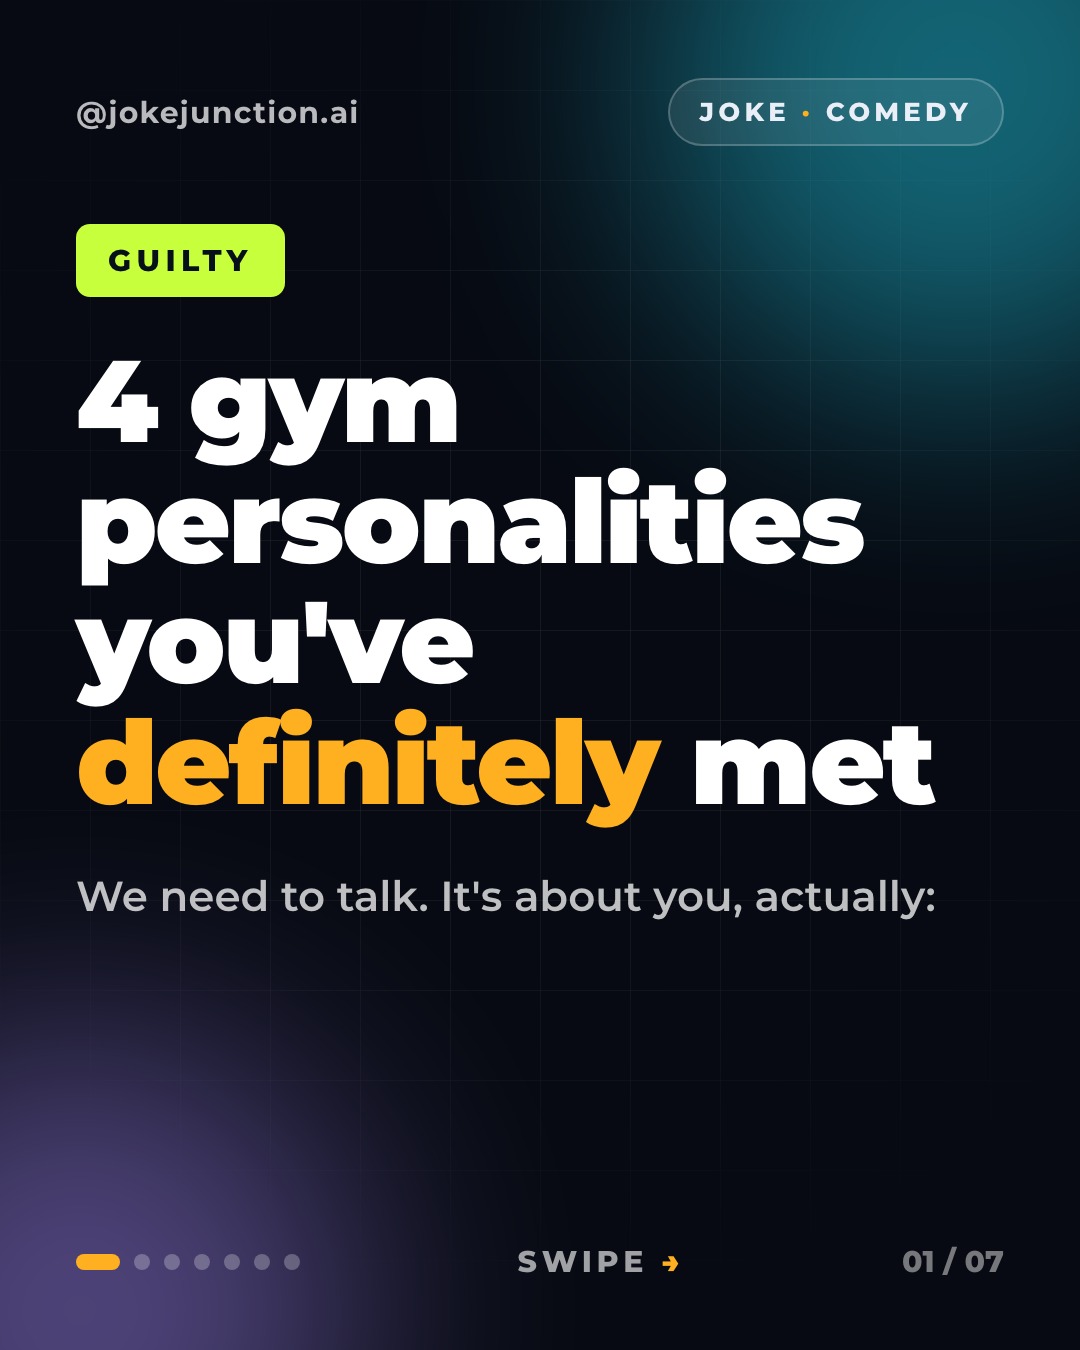 @jokejunction.ai
JOKE · COMEDY
GUILTY
4 gym
personalities
you've
definitely met
We need to talk. It's about you, actually:
SWIPE →
01 / 07